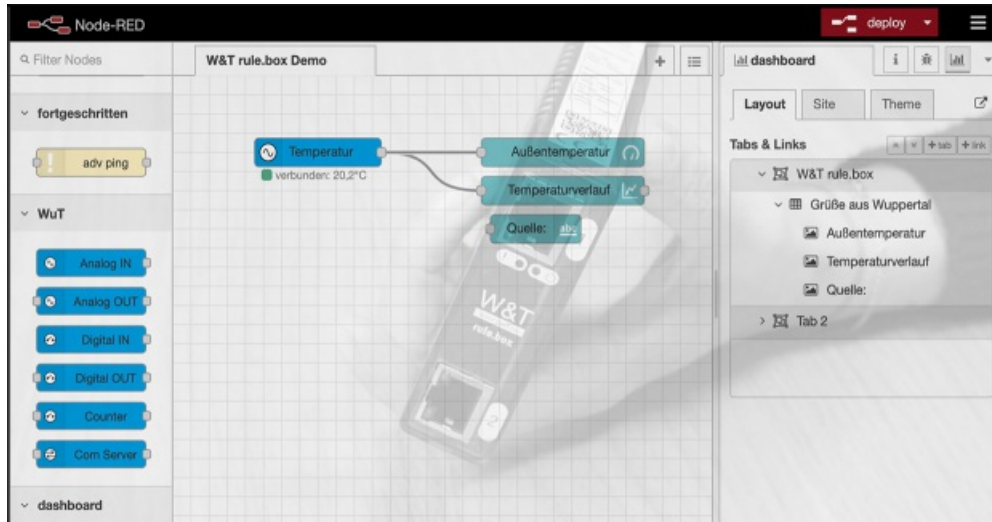 Node-RED
deploy
Filter Nodes
W&T rule.box Demo
dashboard
i
fortgeschritten
adv ping
WuT
Analog IN
Analog OUT
Digital IN
Digital OUT
Counter
Com Server
dashboard
Temperatur
verbunden: 20,2°C
Außentemperatur
Temperaturverlauf
Quelle:
abc
W&T
rule.box
2
Layout
Site
Theme
Tabs & Links
+ tab
+ link
W&T rule.box
Grüße aus Wuppertal
Außentemperatur
Temperaturverlauf
Quelle:
Tab 2